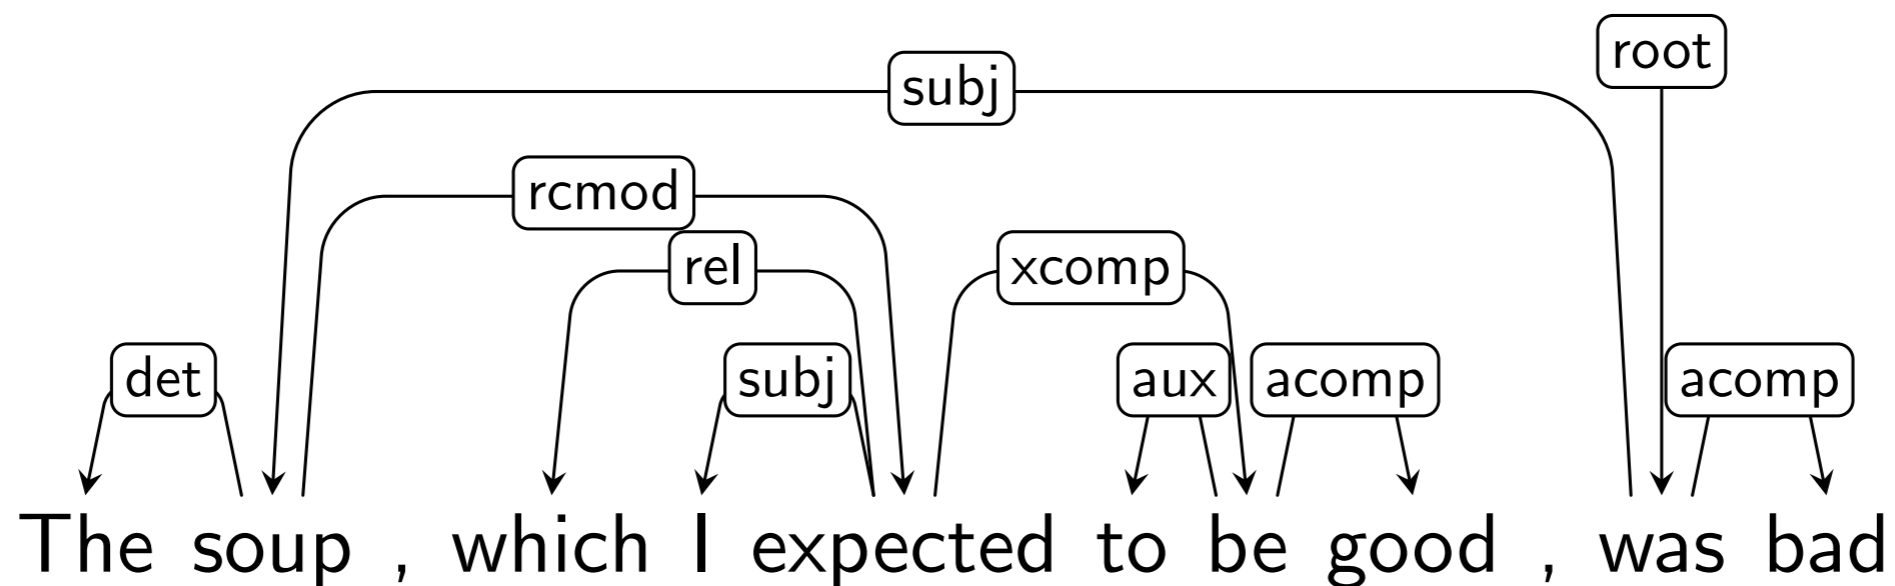 root
subj
rcmod
rel xcomp
det subj aux acomp acomp
The soup , which I expected to be good , was bad